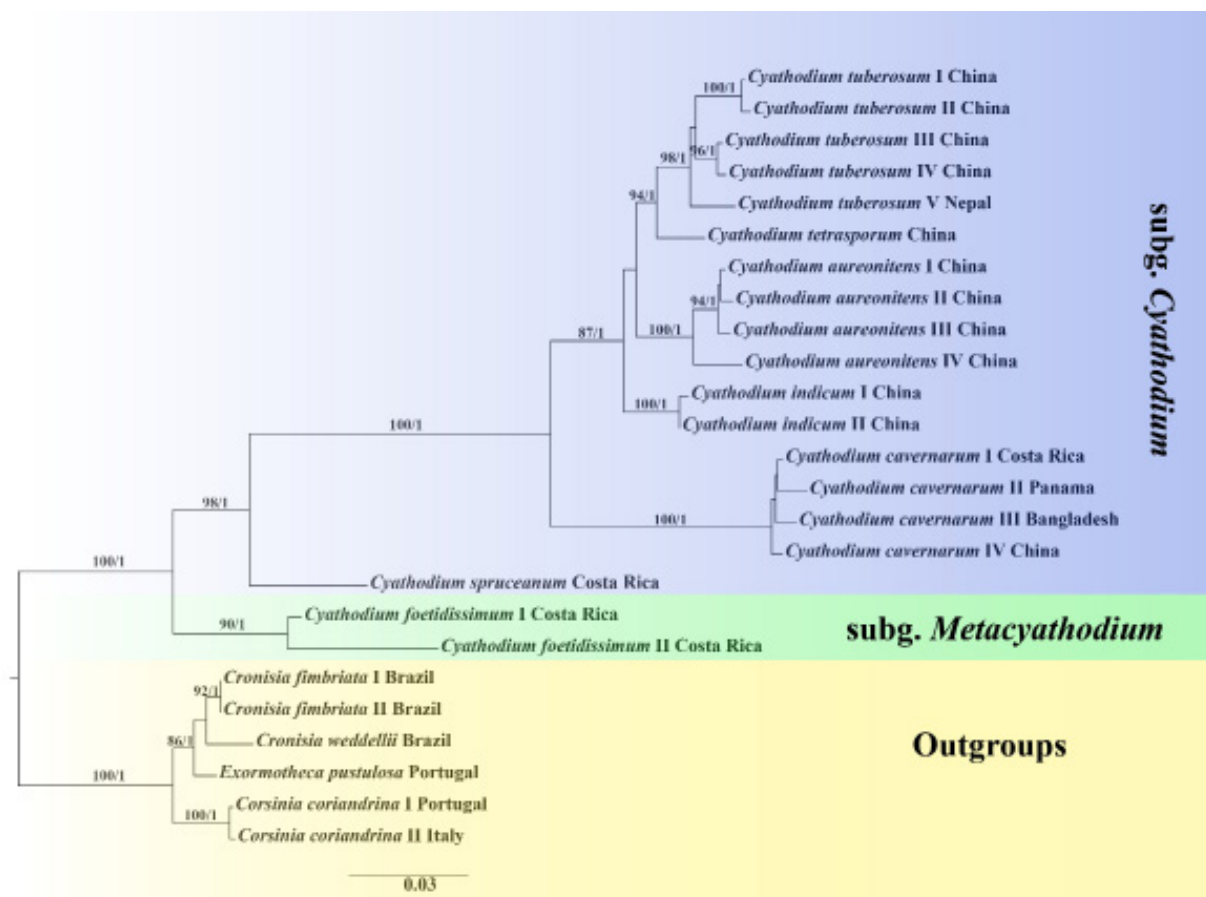 Cyathodium tuberosum I China
100/1
Cyathodium tuberosum II China
Cyathodium tuberosum III China
96/1
98/1
Cyathodium tuberosum IV China
94/1
Cyathodium tuberosum V Nepal
Cyathodium tetrasporum China
Cyathodium aureonitens I China
94/1
Cyathodium aureonitens II China
100/1
Cyathodium aureonitens III China
87/1
Cyathodium aureonitens IV China
Cyathodium indicum I China
100/1
Cyathodium indicum II China
100/1
Cyathodium cavernarum I Costa Rica
Cyathodium cavernarum II Panama
98/1
100/1
Cyathodium cavernarum III Bangladesh
Cyathodium cavernarum IV China
100/1
Cyathodium spruceanum Costa Rica
subg. Cyathodium
Cyathodium foetidissimum I Costa Rica
90/1
Cyathodium foetidissimum II Costa Rica
subg. Metacyathodium
Cronisia fimbriata I Brazil
92/1
Cronisia fimbriata II Brazil
86/1
Cronisia weddellii Brazil
Outgroups
100/1
Exormotheca pustulosa Portugal
Corsinia coriandrina I Portugal
100/1
Corsinia coriandrina II Italy
0.03